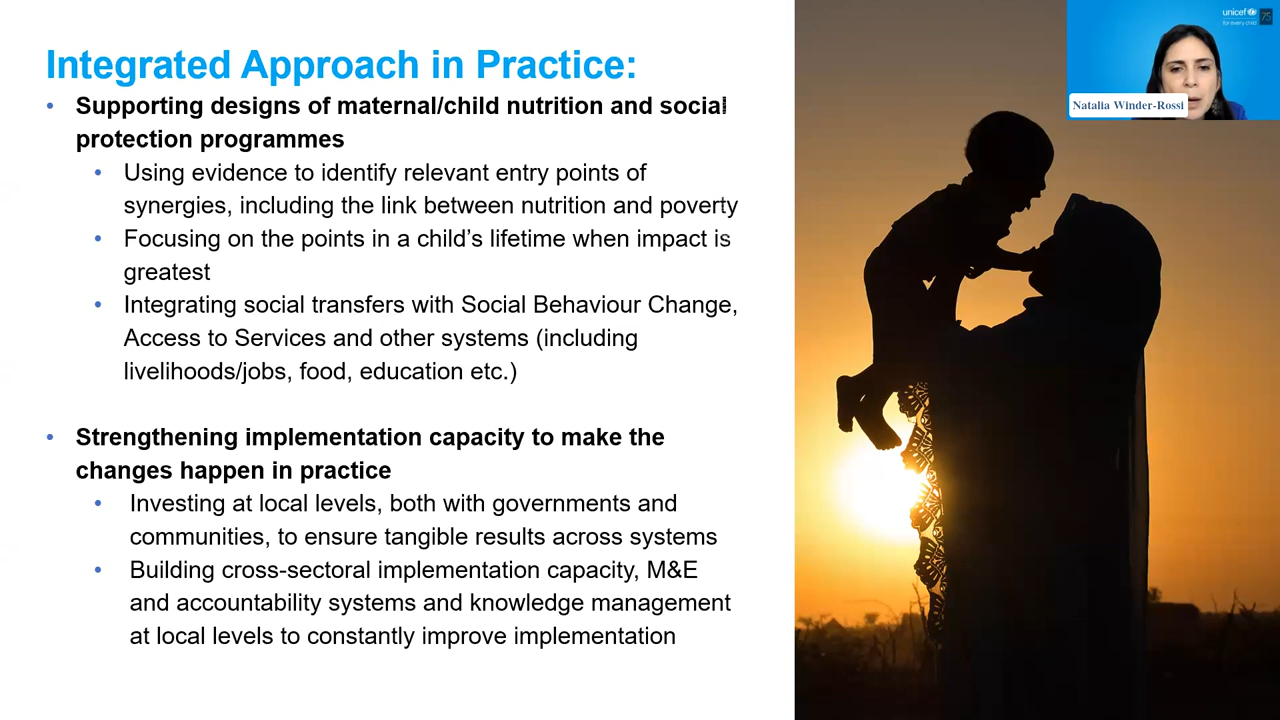 Integrated Approach in Practice:
• Supporting designs of maternal/child nutrition and social
protection programmes
• Using evidence to identify relevant entry points of
synergies, including the link between nutrition and poverty
• Focusing on the points in a child’s lifetime when impact is
greatest
• Integrating social transfers with Social Behaviour Change,
Access to Services and other systems (including
livelihoods/jobs, food, education etc.)
• Strengthening implementation capacity to make the
changes happen in practice
• Investing at local levels, both with governments and
communities, to ensure tangible results across systems
• Building cross-sectoral implementation capacity, M&E
and accountability systems and knowledge management
at local levels to constantly improve implementation
unicef 75
for every child
Natalia Winder-Rossi